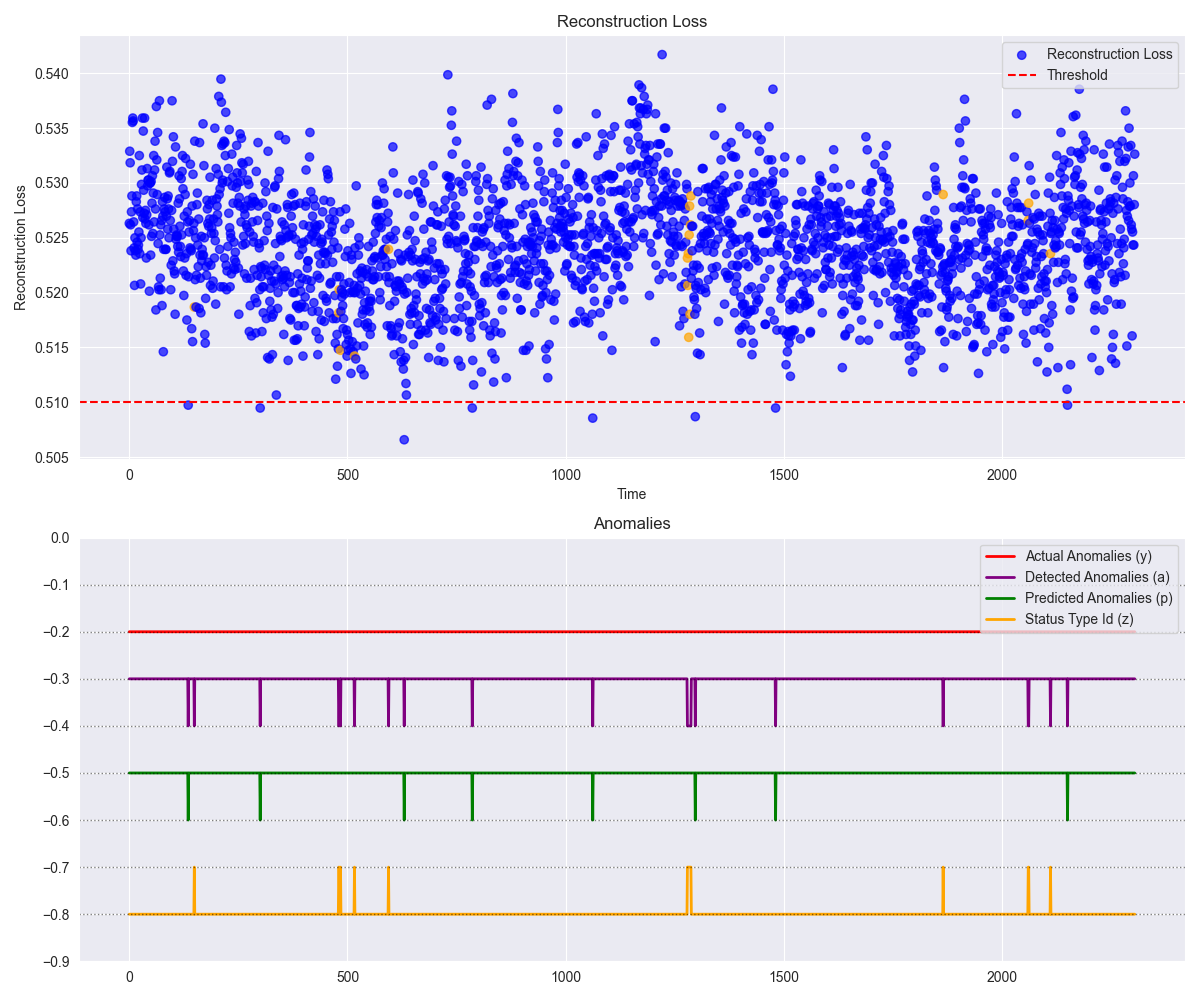 Reconstruction Loss
Reconstruction Loss
Threshold
0.540
0.535
0.530
0.525
0.520
0.515
0.510
0.505
Reconstruction Loss
0 500 1000 1500 2000
Time
Anomalies
Actual Anomalies (y)
Detected Anomalies (a)
Predicted Anomalies (p)
Status Type Id (z)
0.0
−0.1
−0.2
−0.3
−0.4
−0.5
−0.6
−0.7
−0.8
−0.9
0 500 1000 1500 2000